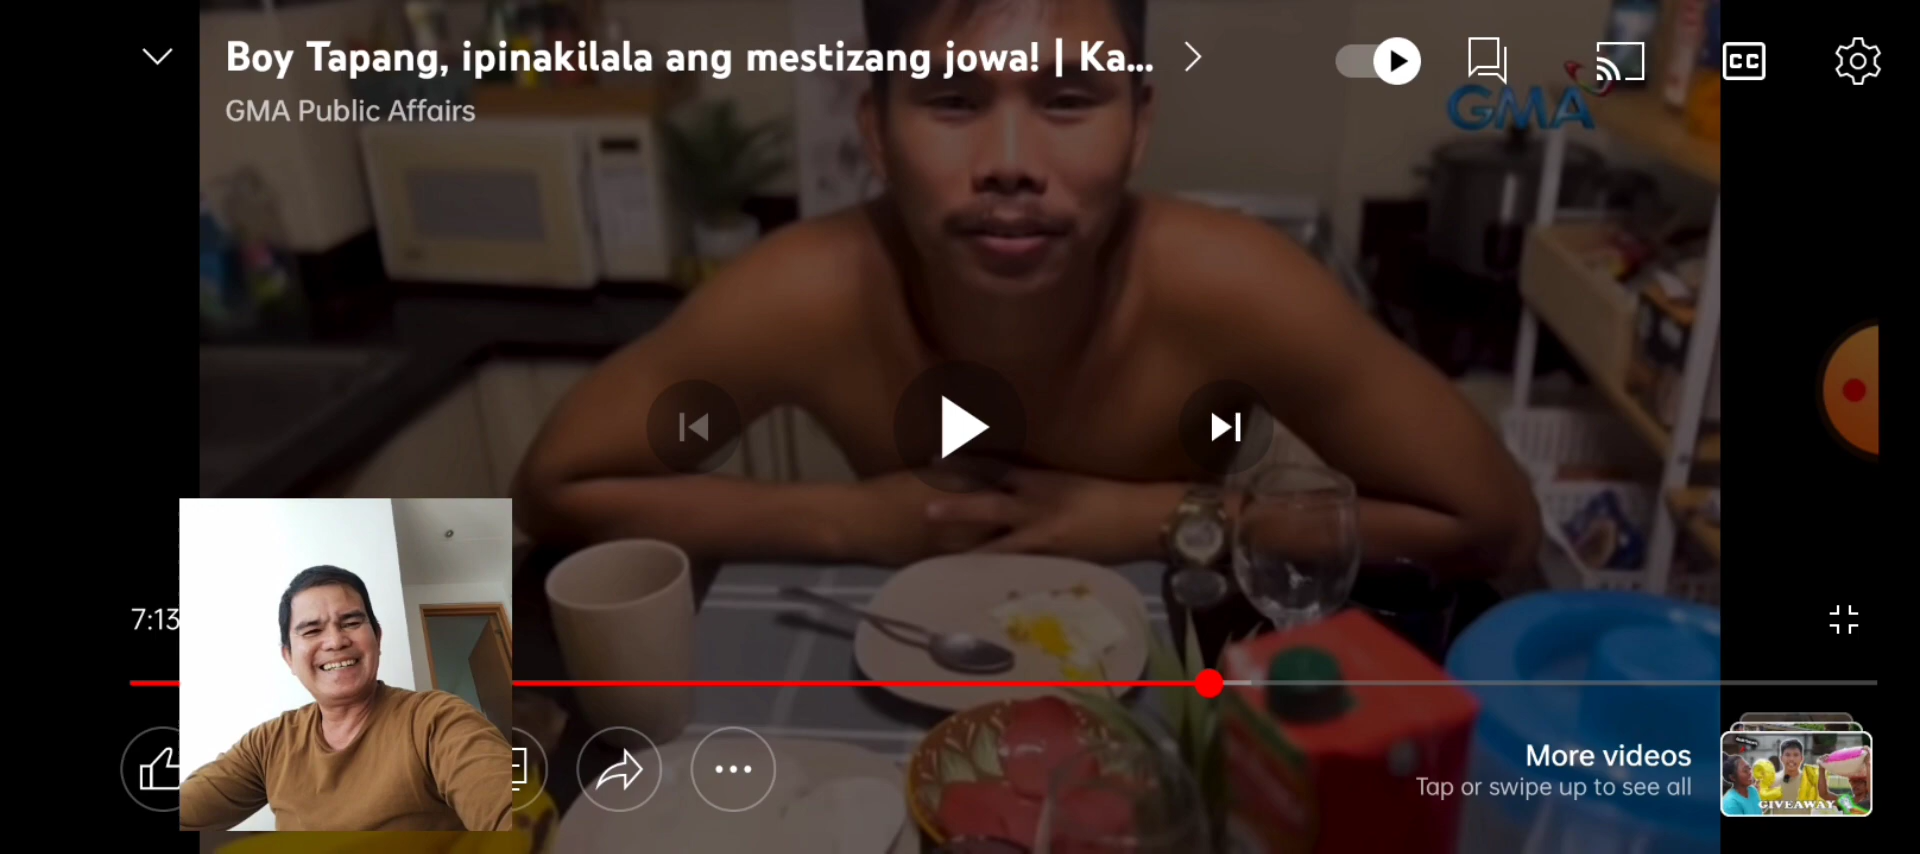 Boy Tapang, ipinakilala ang mestizang jowa! | Ka...
GMA Public Affairs
CC
GMA
7:13
More videos
Tap or swipe up to see all
GIVEAWAY